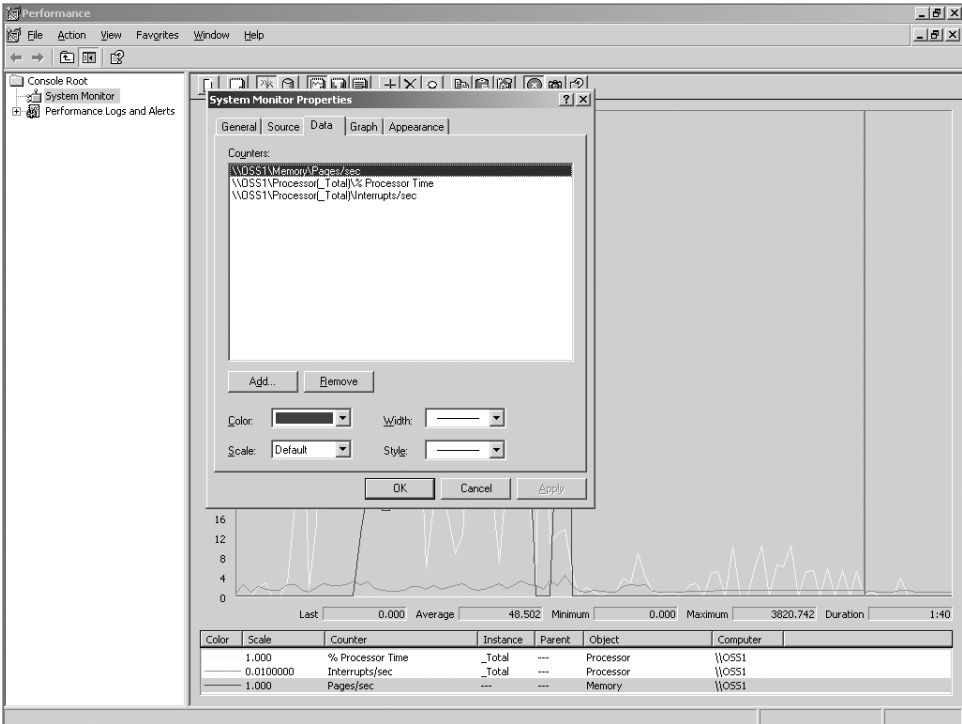 Performance
File Action View Favorites Window Help
Console Root
System Monitor
Performance Logs and Alerts
System Monitor Properties
General Source Data Graph Appearance
Counters:
\\OSS1\Memory\Pages/sec
\\OSS1\Processor(_Total)\% Processor Time
\\OSS1\Processor(_Total)\Interrupts/sec
Add... Remove
Color: Width:
Scale: Default Style:
OK Cancel Apply
16
12
8
4
0
Last 0.000 Average 48.502 Minimum 0.000 Maximum 3820.742 Duration 1:40
Color Scale Counter Instance Parent Object Computer
1.000 % Processor Time _Total --- Processor \\OSS1
0.0100000 Interrupts/sec _Total --- Processor \\OSS1
1.000 Pages/sec --- --- Memory \\OSS1